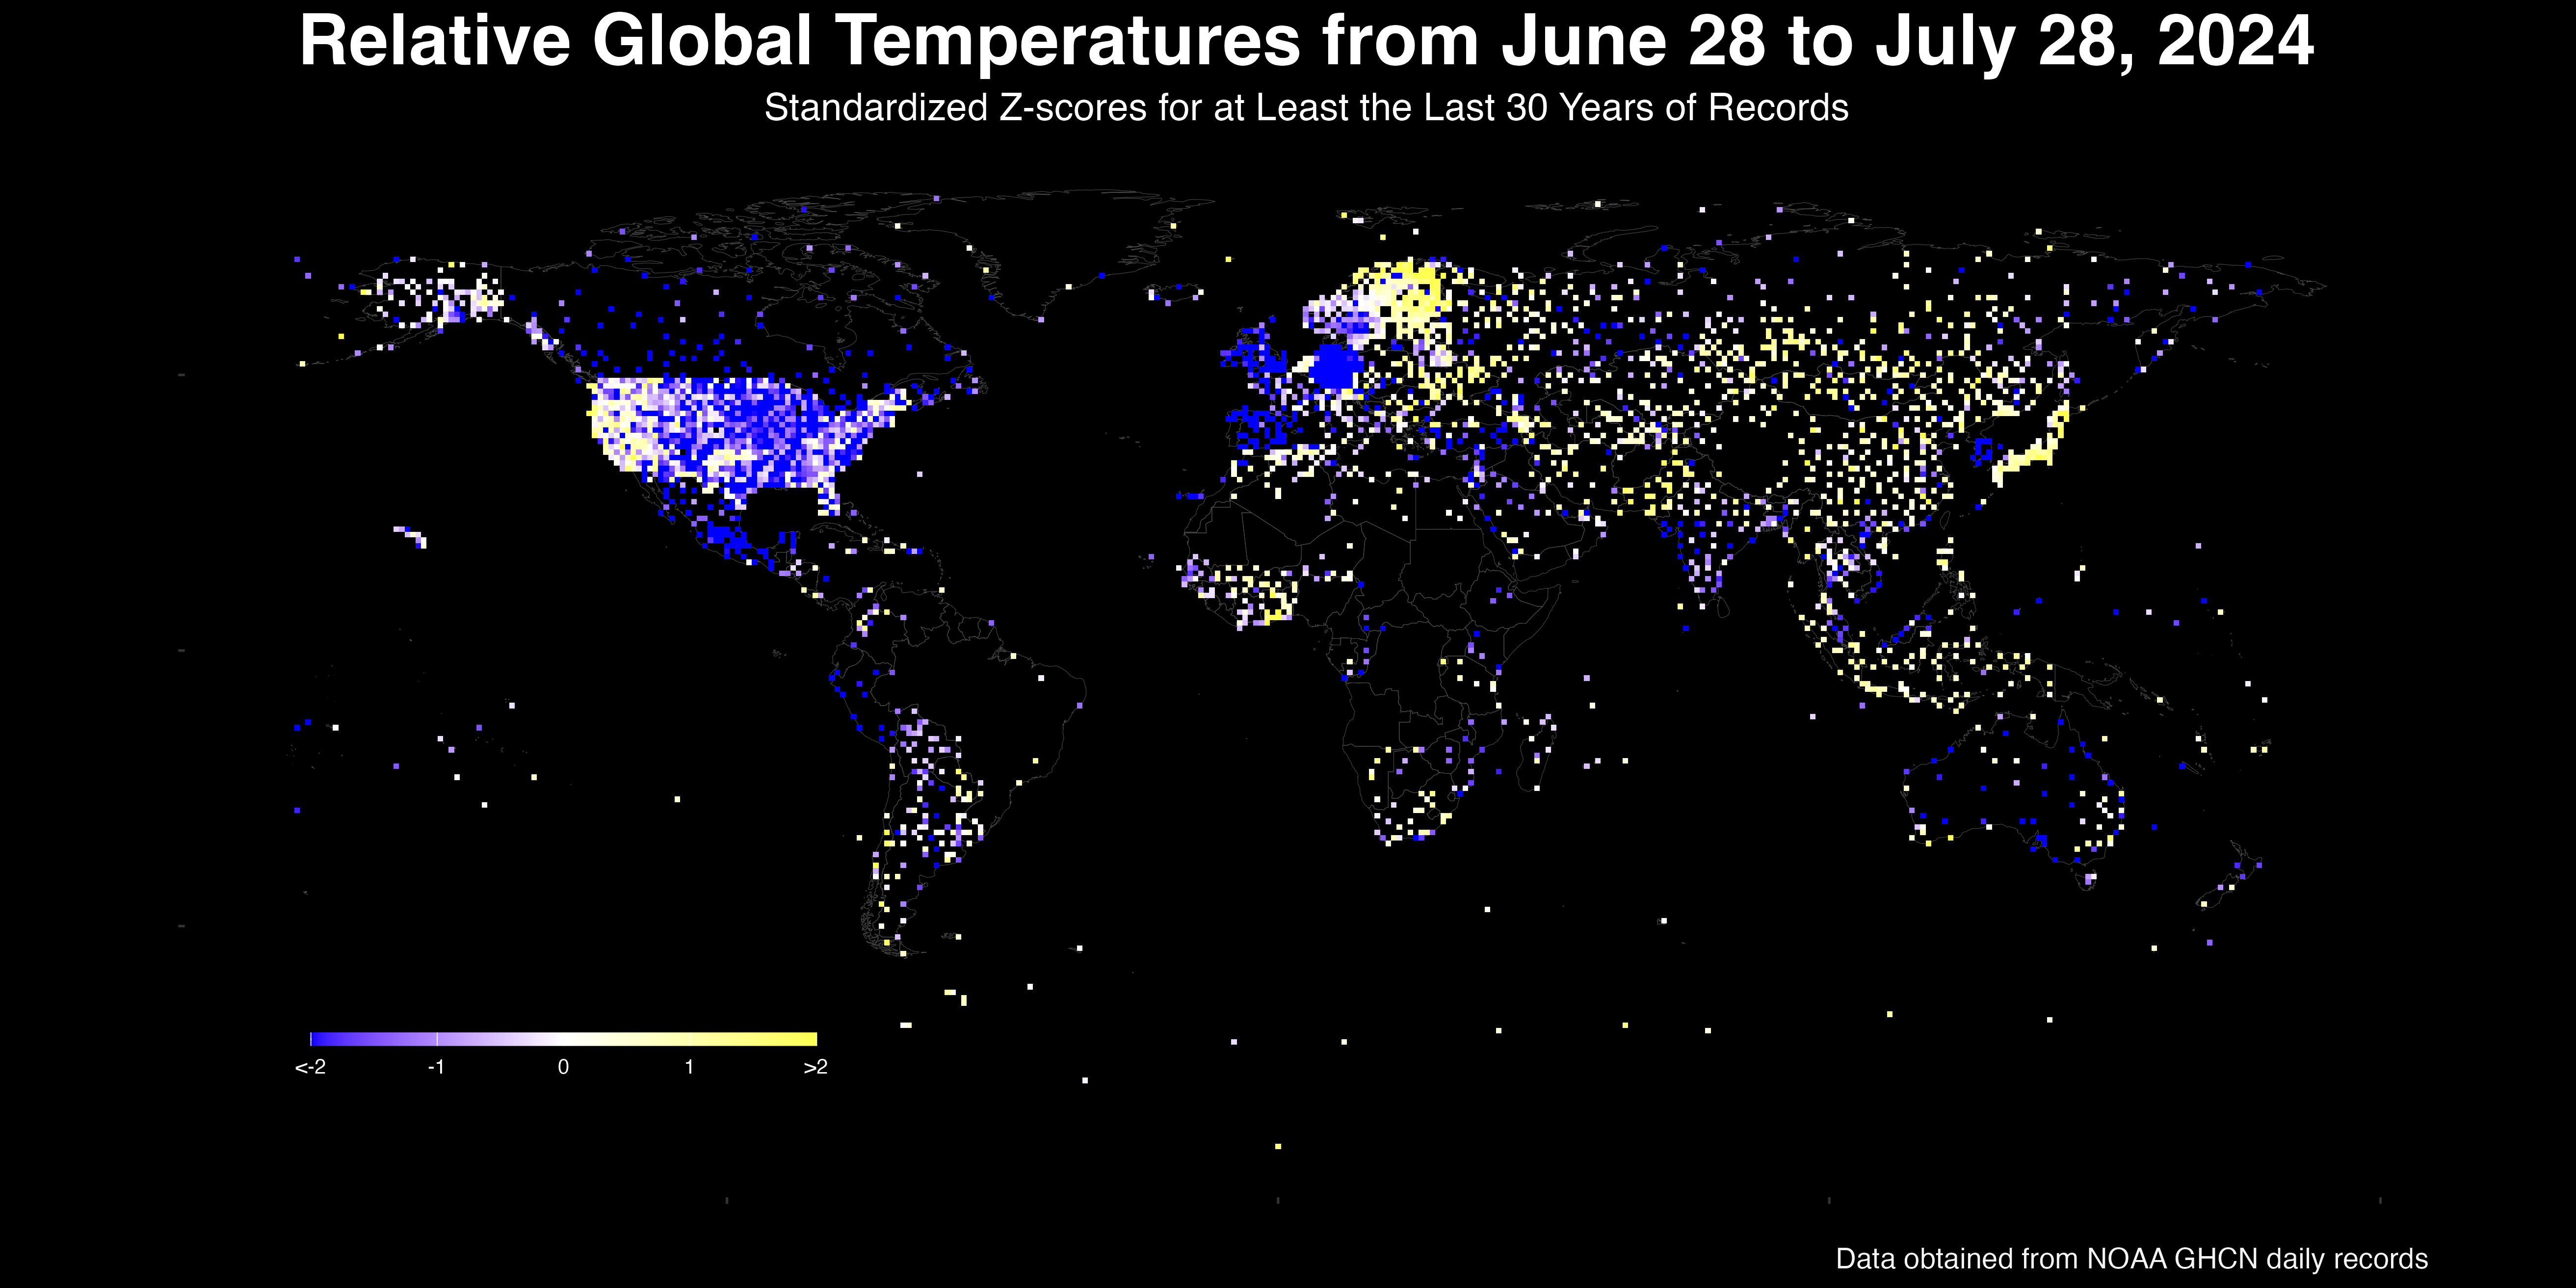 Relative Global Temperatures from June 28 to July 28, 2024
Standardized Z-scores for at Least the Last 30 Years of Records
<-2 -1 0 1 >2
Data obtained from NOAA GHCN daily records